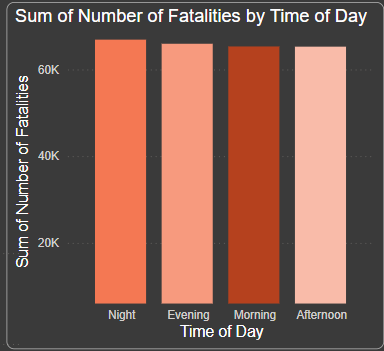 Sum of Number of Fatalities by Time of Day
Sum of Number of Fatalities
60K
40K
20K
Night Evening Morning Afternoon
Time of Day